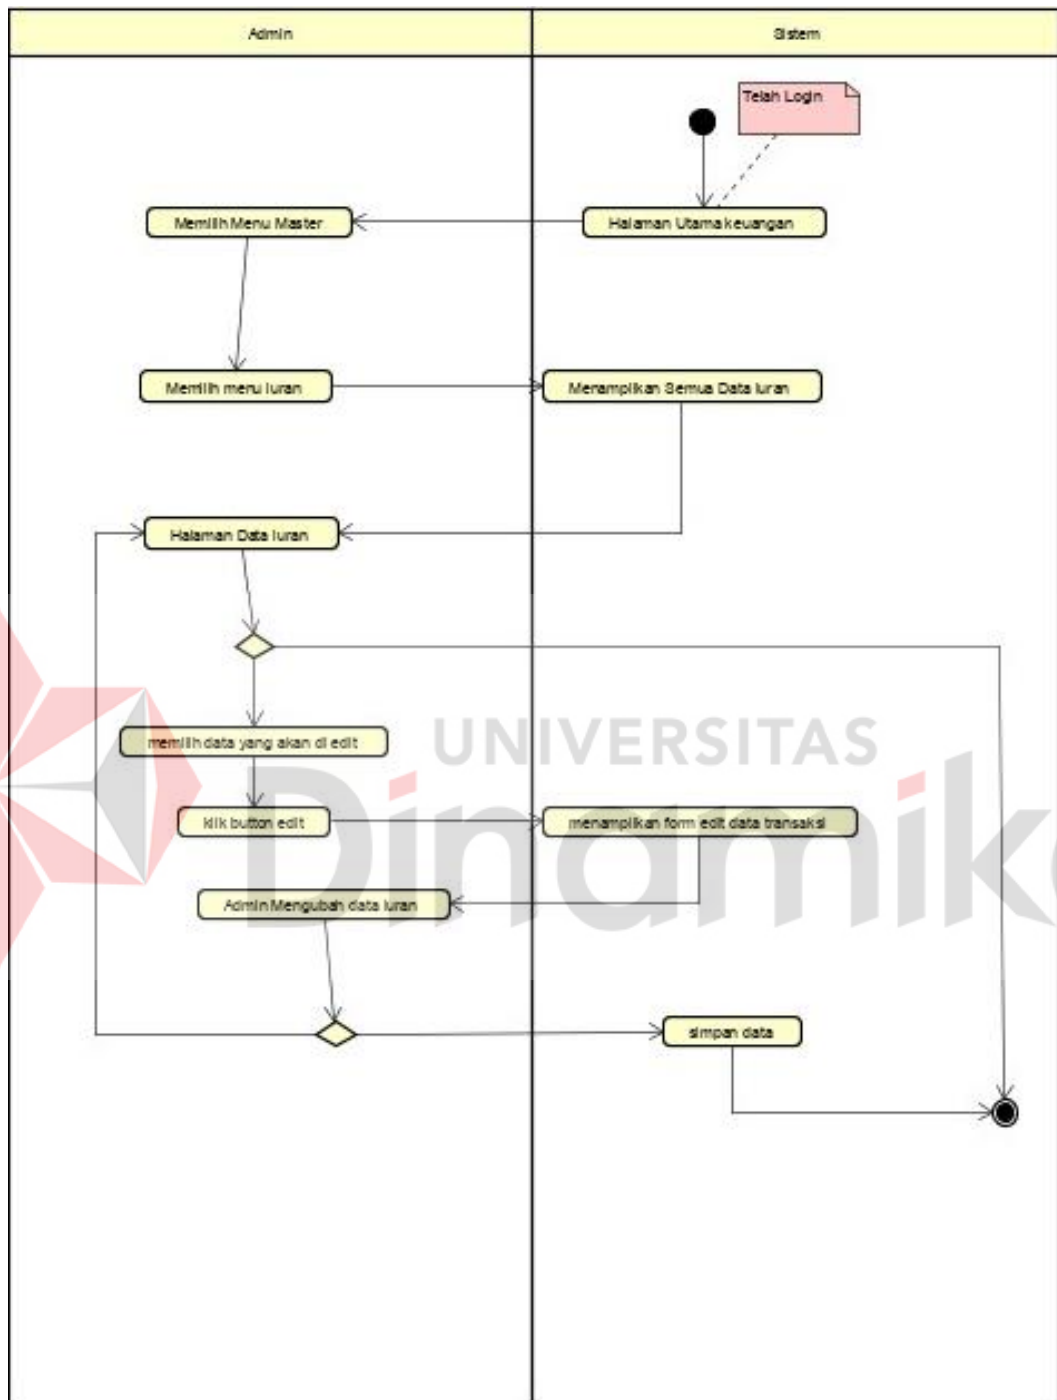 Admin
Sistem
Telah Login
Halaman Utama keuangan
Memilih Menu Master
Memilih menu Iuran
Menampilkan Semua Data Iuran
Halaman Data Iuran
memilih data yang akan di edit
klik button edit
menampilkan form edit data transaksi
Admin Mengubah data Iuran
simpan data
UNIVERSITAS
Dinamika